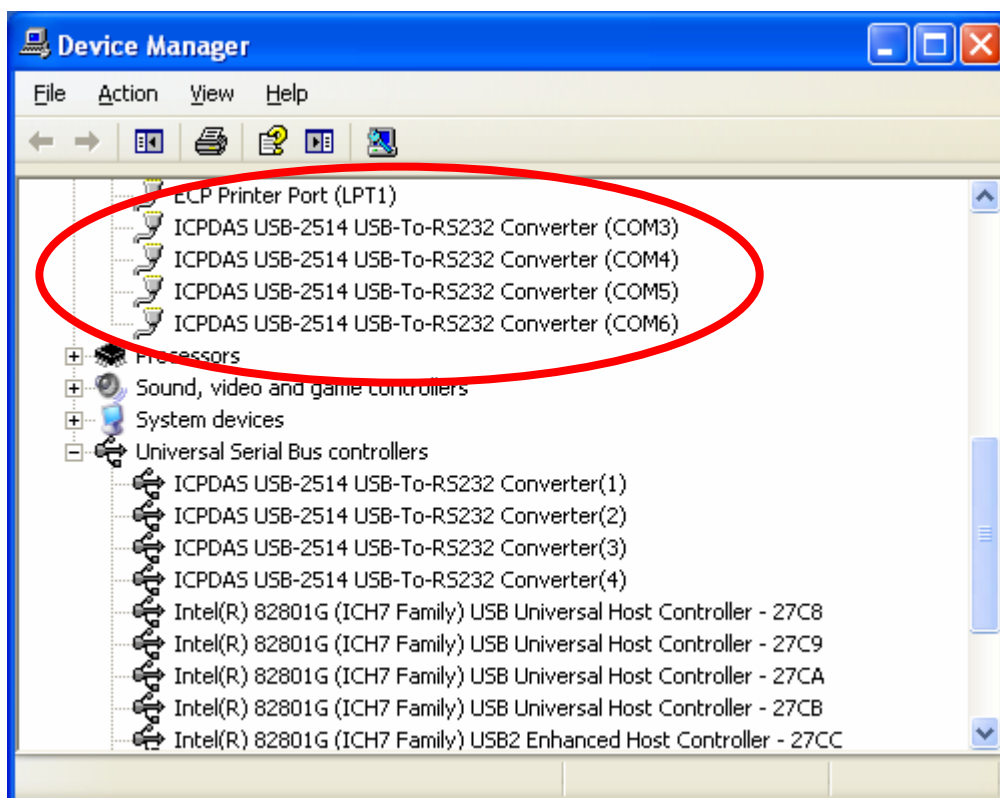 Device Manager
File Action View Help
ECP Printer Port (LPT1)
ICPDAS USB-2514 USB-To-RS232 Converter (COM3)
ICPDAS USB-2514 USB-To-RS232 Converter (COM4)
ICPDAS USB-2514 USB-To-RS232 Converter (COM5)
ICPDAS USB-2514 USB-To-RS232 Converter (COM6)
Processors
Sound, video and game controllers
System devices
Universal Serial Bus controllers
ICPDAS USB-2514 USB-To-RS232 Converter(1)
ICPDAS USB-2514 USB-To-RS232 Converter(2)
ICPDAS USB-2514 USB-To-RS232 Converter(3)
ICPDAS USB-2514 USB-To-RS232 Converter(4)
Intel(R) 82801G (ICH7 Family) USB Universal Host Controller - 27C8
Intel(R) 82801G (ICH7 Family) USB Universal Host Controller - 27C9
Intel(R) 82801G (ICH7 Family) USB Universal Host Controller - 27CA
Intel(R) 82801G (ICH7 Family) USB Universal Host Controller - 27CB
Intel(R) 82801G (ICH7 Family) USB2 Enhanced Host Controller - 27CC